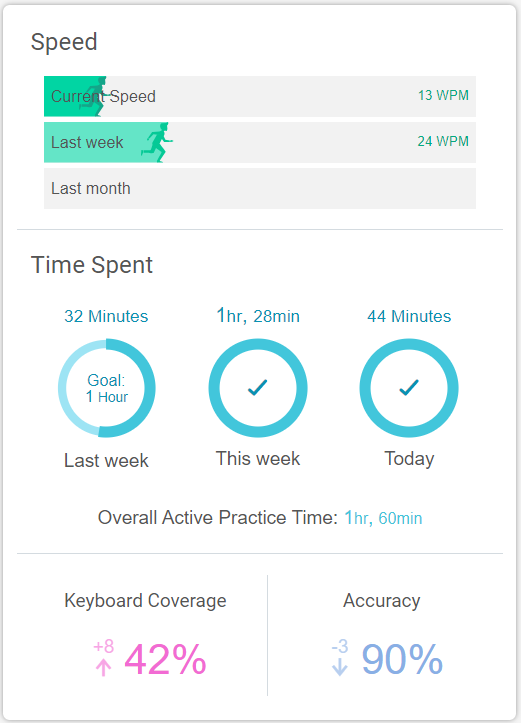 Speed
Current Speed 13 WPM
Last week 24 WPM
Last month
Time Spent
32 Minutes 1hr, 28min 44 Minutes
Goal:
1 Hour
Last week This week Today
Overall Active Practice Time: 1hr, 60min
Keyboard Coverage Accuracy
+8 42% -3 90%